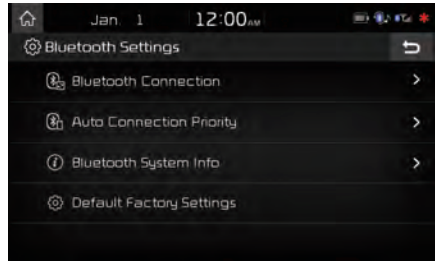 Jan. 1 12:00AM
Bluetooth Settings
Bluetooth Connection
Auto Connection Priority
Bluetooth System Info
Default Factory Settings